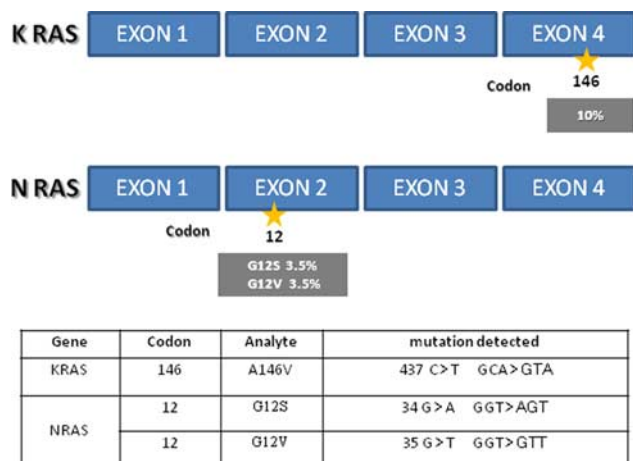 K RAS EXON 1 EXON 2 EXON 3 EXON 4
Codon 146
10%
N RAS EXON 1 EXON 2 EXON 3 EXON 4
Codon 12
G12S 3.5%
G12V 3.5%
Gene Codon Analyte mutation detected
KRAS 146 A146V 437 C>T GCA>GTA
NRAS 12 G12S 34 G>A GGT>AGT
12 G12V 35 G>T GGT>GTT